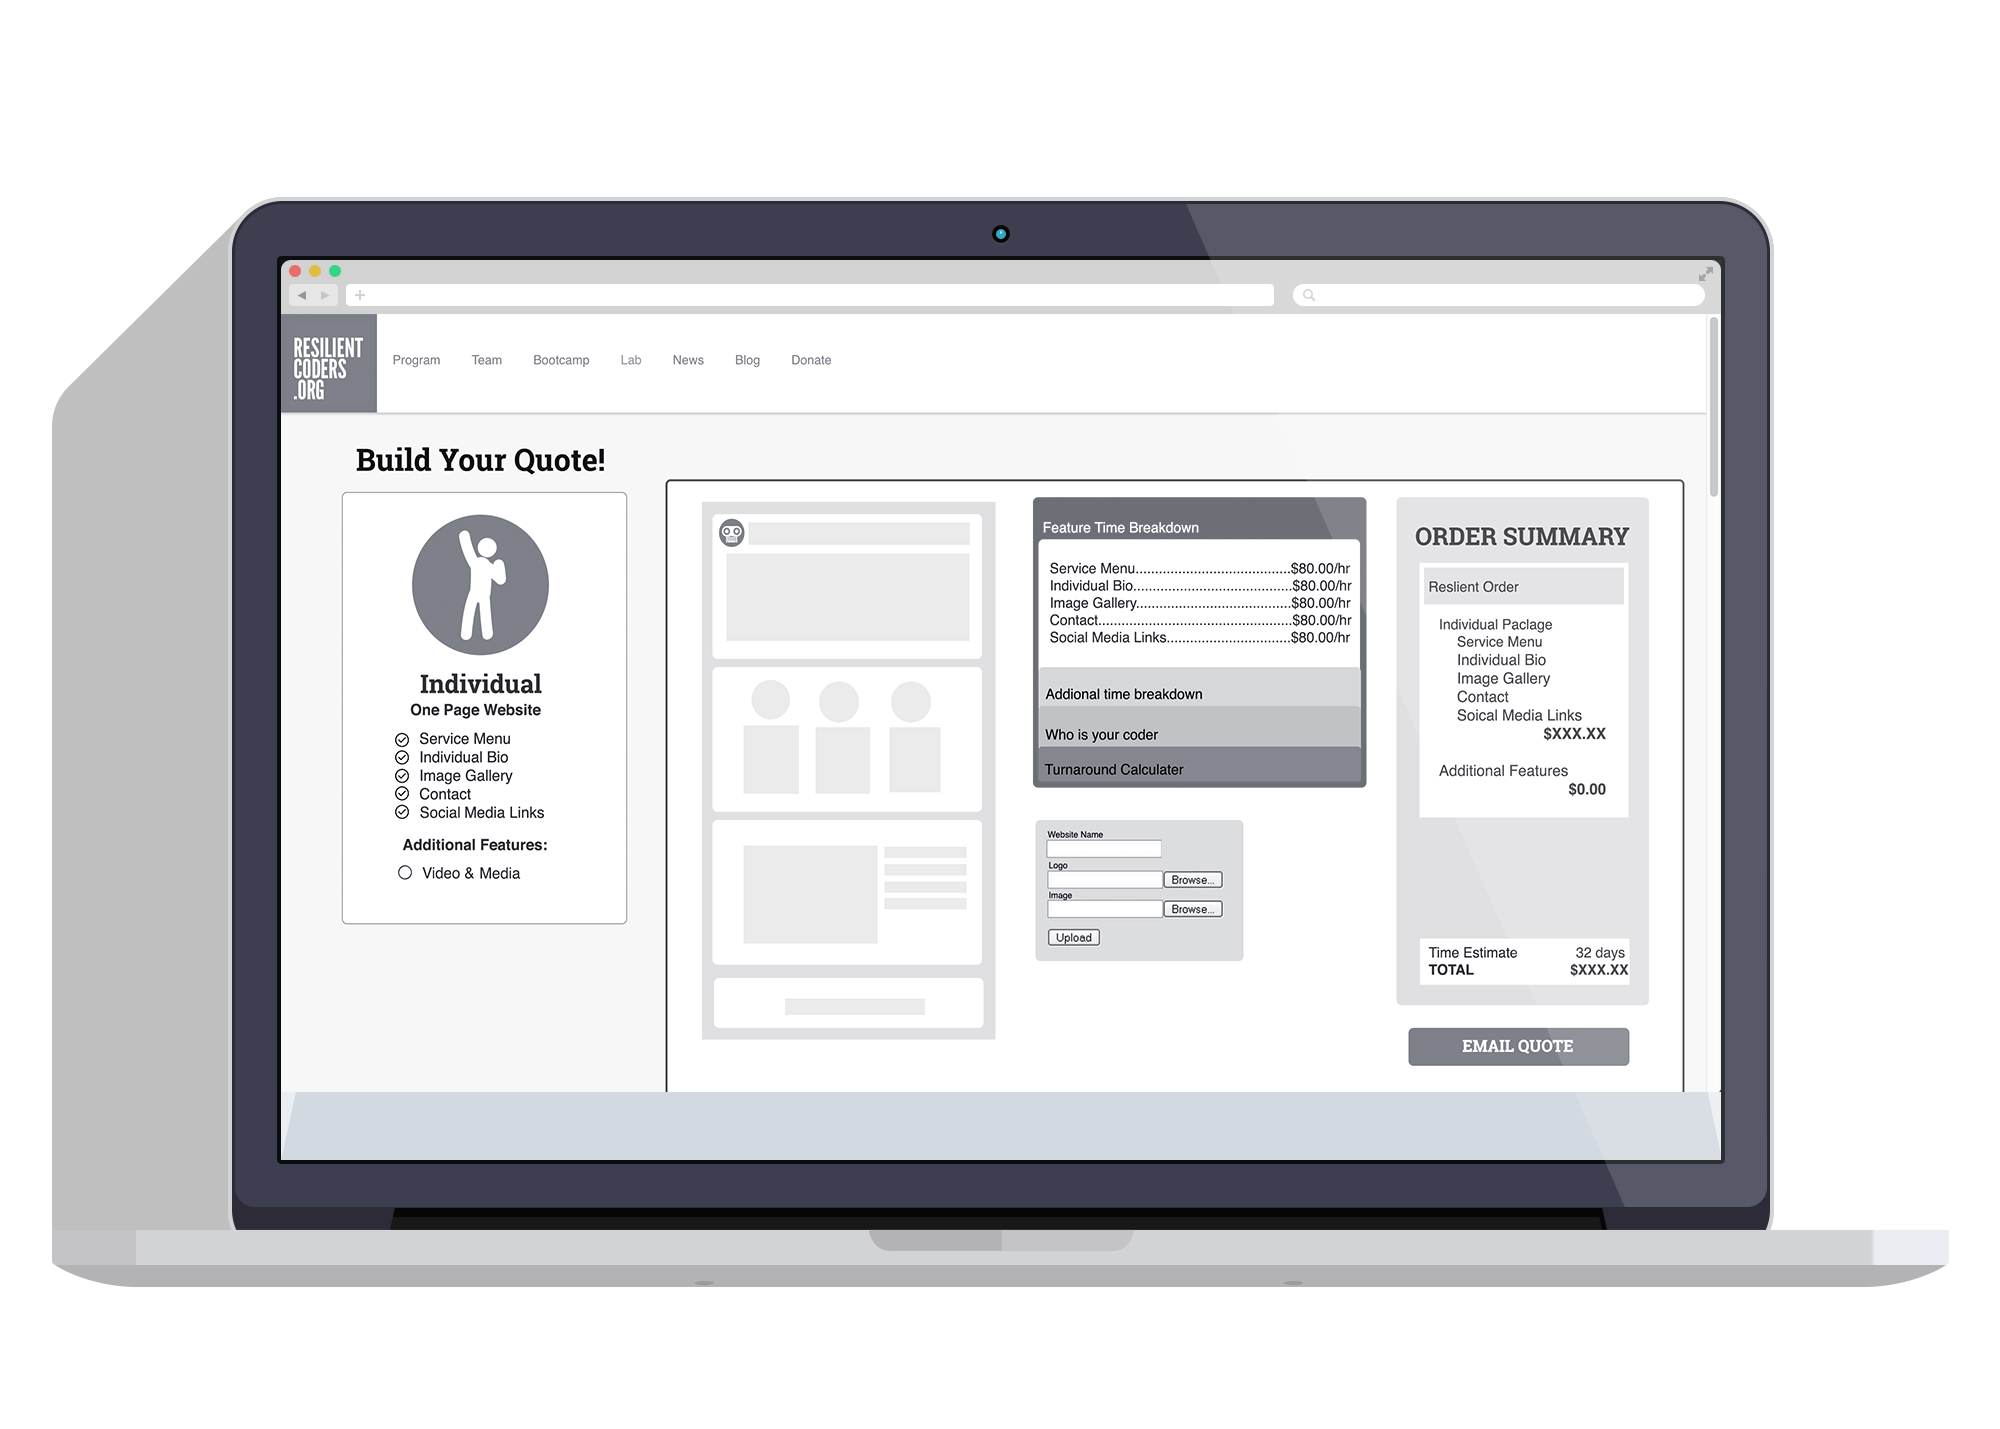 RESILIENT
CODERS
.ORG
Program Team Bootcamp Lab News Blog Donate
Build Your Quote!
Individual
One Page Website
Service Menu
Individual Bio
Image Gallery
Contact
Social Media Links
Additional Features:
Video & Media
Feature Time Breakdown
Service Menu........................................$80.00/hr
Individual Bio.........................................$80.00/hr
Image Gallery........................................$80.00/hr
Contact..................................................$80.00/hr
Social Media Links................................$80.00/hr
Addional time breakdown
Who is your coder
Turnaround Calculater
Website Name
Logo
Browse...
Image
Browse...
Upload
ORDER SUMMARY
Reslient Order
Individual Paclage
Service Menu
Individual Bio
Image Gallery
Contact
Soical Media Links
$XXX.XX
Additional Features
$0.00
Time Estimate 32 days
TOTAL $XXX.XX
EMAIL QUOTE